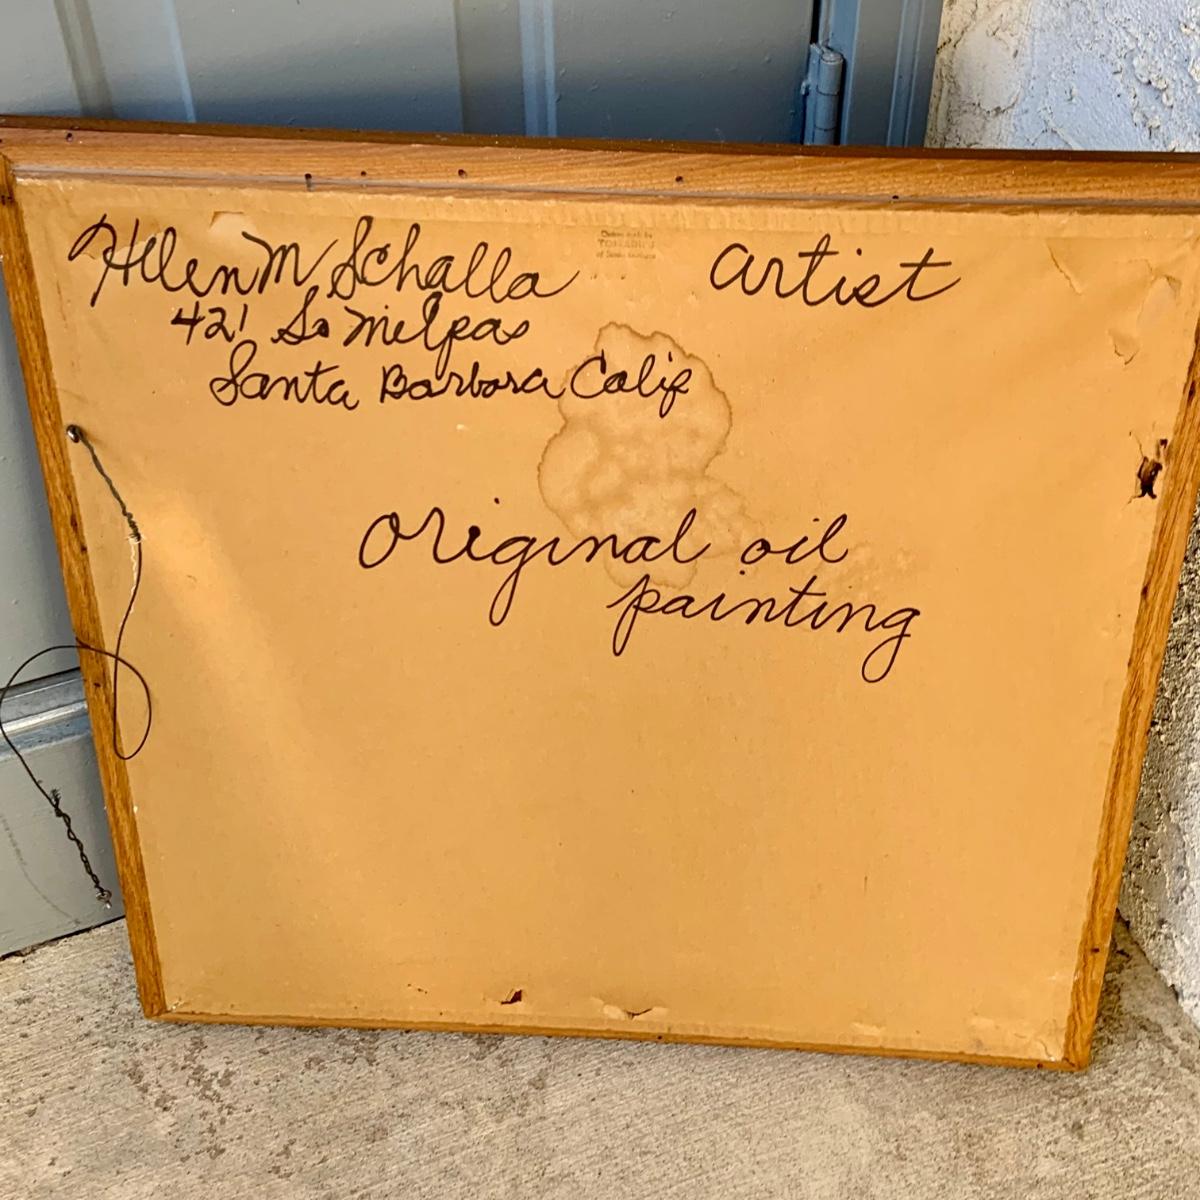 Helen M Schalla artist
421 So Milpas
Santa Barbara Calif
original oil
painting